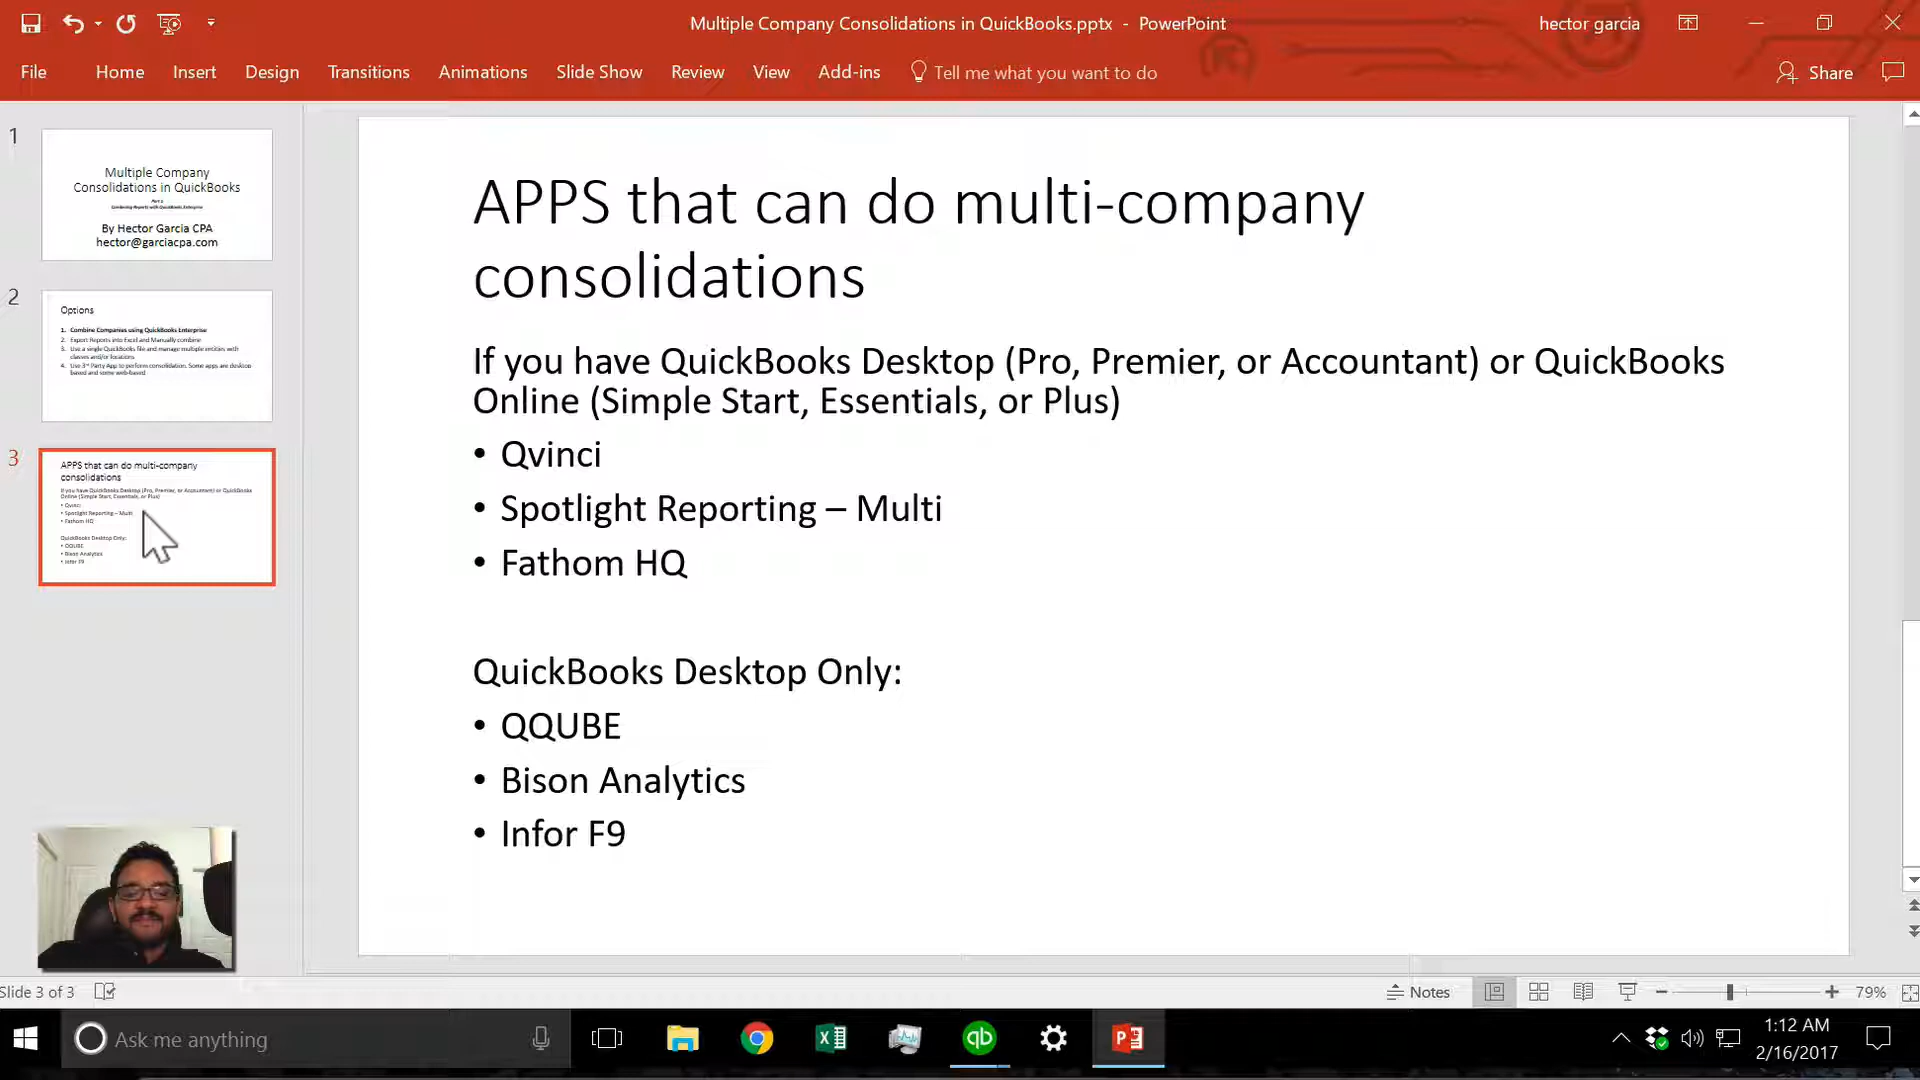 Multiple Company Consolidations in QuickBooks.pptx - PowerPoint
hector garcia
File
Home
Insert
Design
Transitions
Animations
Slide Show
Review
View
Add-ins
Tell me what you want to do
Share
1
Multiple Company
Consolidations in QuickBooks
Combining Reports with QuickBooks Enterprise
By Hector Garcia CPA
hector@garciacpa.com
2
Options
1. Combine Companies using QuickBooks Enterprise
2. Export Reports into Excel and Manually combine
3. Use a single QuickBooks file and manage multiple entities with
classes and/or locations
4. Use 3rd Party App to perform consolidation. Some apps are desktop
based and some web-based
3
APPS that can do multi-company
consolidations
If you have QuickBooks Desktop (Pro, Premier, or Accountant) or QuickBooks
Online (Simple Start, Essentials, or Plus)
• Qvinci
• Spotlight Reporting – Multi
• Fathom HQ
QuickBooks Desktop Only:
• QQUBE
• Bison Analytics
• Infor F9
APPS that can do multi-company
consolidations
If you have QuickBooks Desktop (Pro, Premier, or Accountant) or QuickBooks
Online (Simple Start, Essentials, or Plus)
• Qvinci
• Spotlight Reporting – Multi
• Fathom HQ
QuickBooks Desktop Only:
• QQUBE
• Bison Analytics
• Infor F9
Slide 3 of 3
Notes
79%
Ask me anything
qb
1:12 AM
2/16/2017